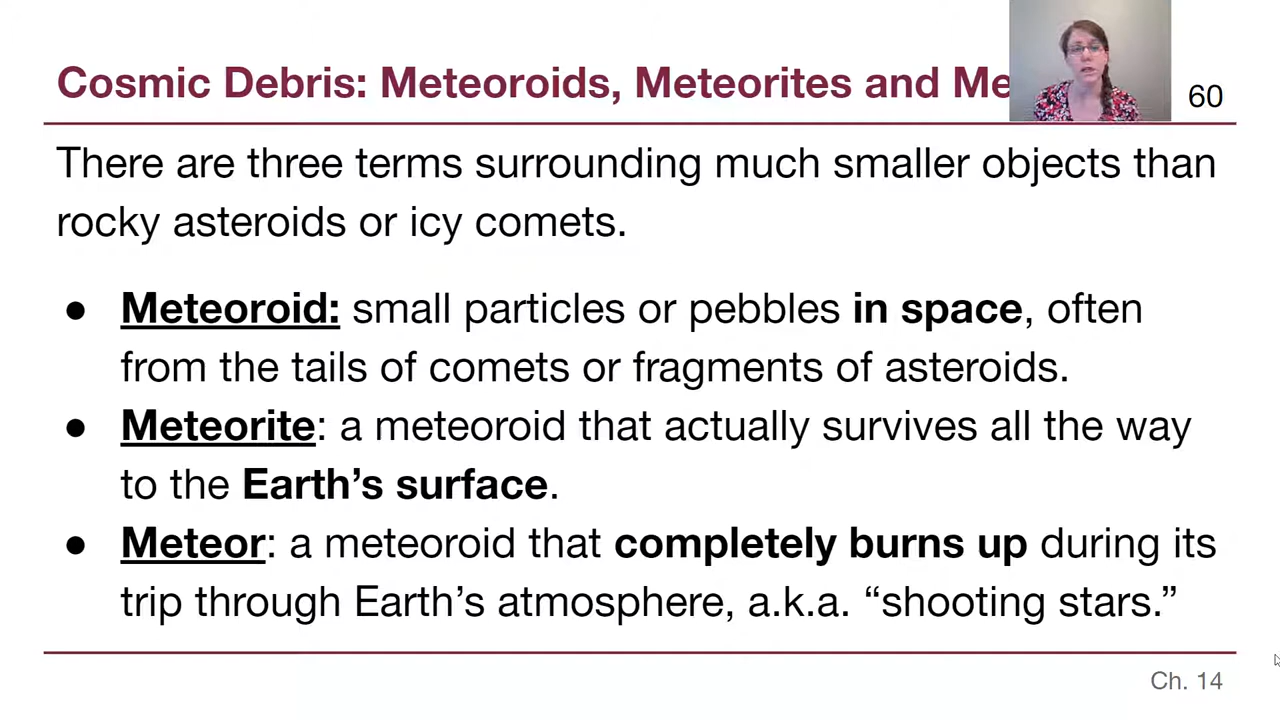 Cosmic Debris: Meteoroids, Meteorites and
60
There are three terms surrounding much smaller objects than
rocky asteroids or icy comets.
● Meteoroid: small particles or pebbles in space, often
from the tails of comets or fragments of asteroids.
● Meteorite: a meteoroid that actually survives all the way
to the Earth’s surface.
● Meteor: a meteoroid that completely burns up during its
trip through Earth’s atmosphere, a.k.a. “shooting stars.”
Ch. 14